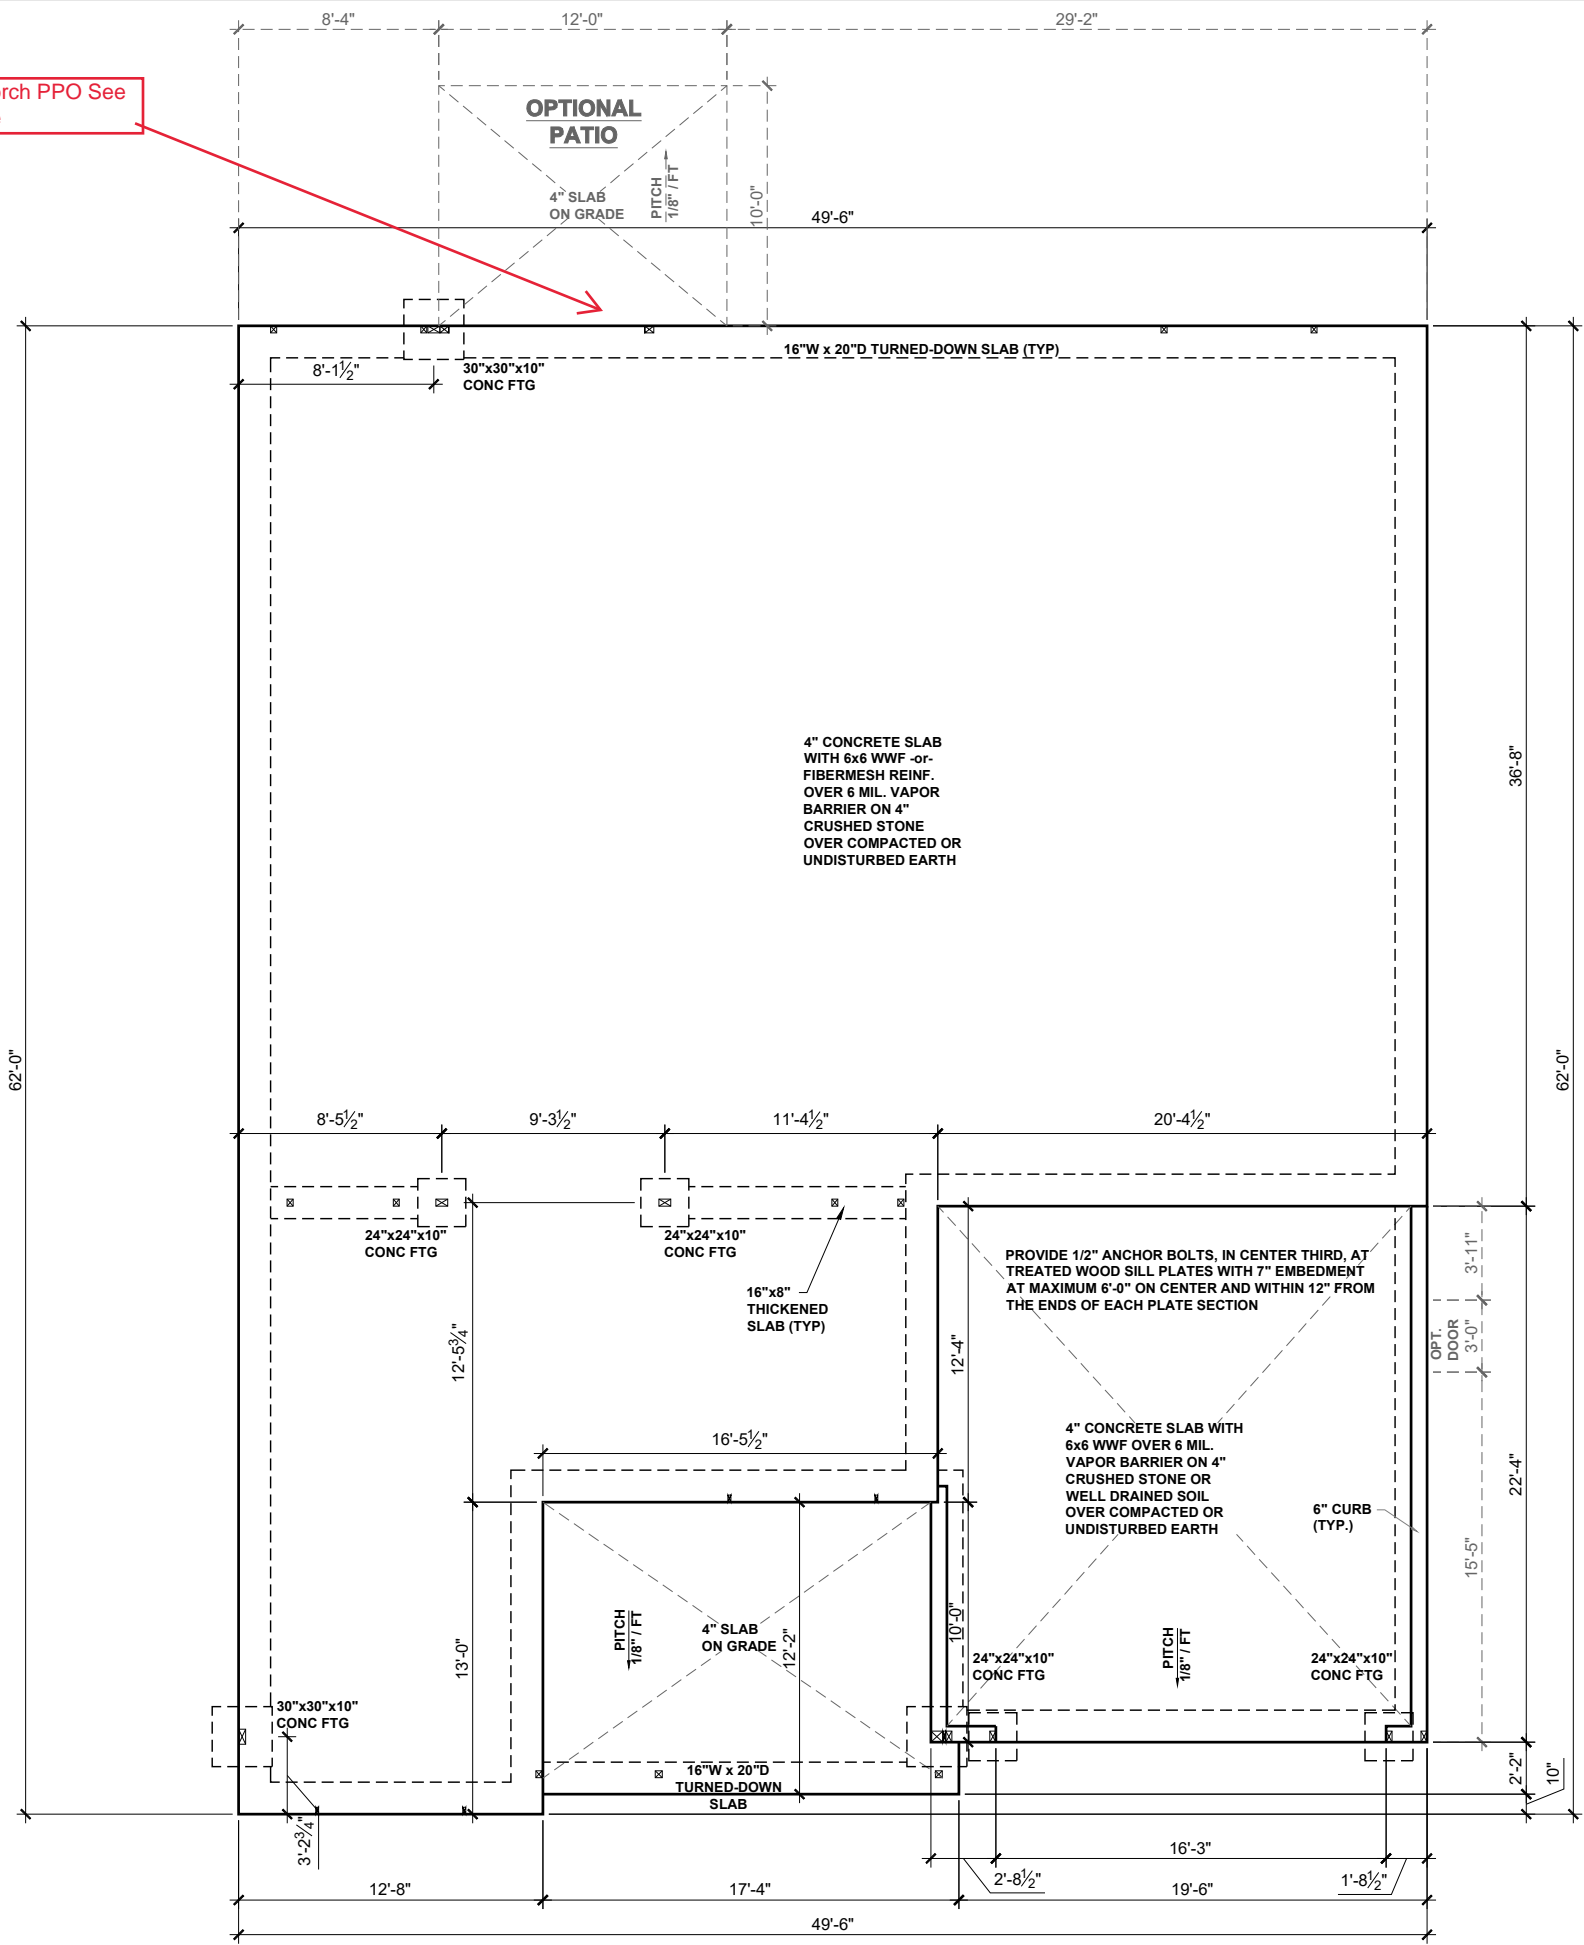 8'-4"
12'-0"
29'-2"
PPO See
OPTIONAL
PATIO
4" SLAB
ON GRADE
PITCH
1/8" / FT
10'-0"
49'-6"
16"W x 20"D TURNED-DOWN SLAB (TYP)
8'-1½"
30"x30"x10"
CONC FTG
4" CONCRETE SLAB
WITH 6x6 WWF -or-
FIBERMESH REINF.
OVER 6 MIL. VAPOR
BARRIER ON 4"
CRUSHED STONE
OVER COMPACTED OR
UNDISTURBED EARTH
36'-8"
62'-0"
62'-0"
8'-5½"
9'-3½"
11'-4½"
20'-4½"
24"x24"x10"
CONC FTG
24"x24"x10"
CONC FTG
16"x8"
THICKENED
SLAB (TYP)
12'-5¾"
12'-4"
PROVIDE 1/2" ANCHOR BOLTS, IN CENTER THIRD, AT
TREATED WOOD SILL PLATES WITH 7" EMBEDMENT
AT MAXIMUM 6'-0" ON CENTER AND WITHIN 12" FROM
THE ENDS OF EACH PLATE SECTION
3'-11"
OPT.
DOOR
3'-0"
16'-5½"
4" CONCRETE SLAB WITH
6x6 WWF OVER 6 MIL.
VAPOR BARRIER ON 4"
CRUSHED STONE OR
WELL DRAINED SOIL
OVER COMPACTED OR
UNDISTURBED EARTH
6" CURB
(TYP.)
22'-4"
15'-5"
13'-0"
PITCH
1/8" / FT
4" SLAB
ON GRADE
12'-2"
10'-0"
24"x24"x10"
CONC FTG
PITCH
1/8" / FT
24"x24"x10"
CONC FTG
30"x30"x10"
CONC FTG
16"W x 20"D
TURNED-DOWN
SLAB
2'-2"
10"
3'-2¾"
16'-3"
2'-8½"
1'-8½"
12'-8"
17'-4"
19'-6"
49'-6"